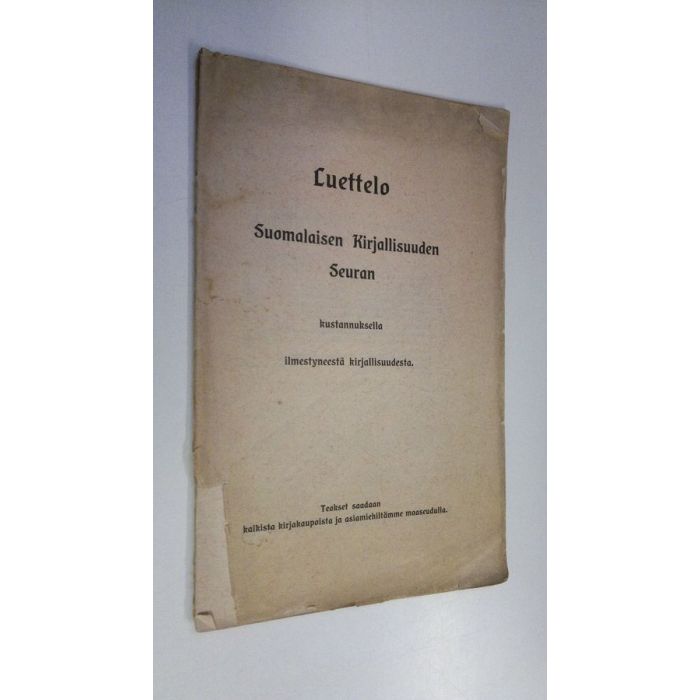 Luettelo
Suomalaisen Kirjallisuuden
Seuran
kustannuksella
ilmestyneestä kirjallisuudesta.
Teokset saadaan
kaikista kirjakaupoista ja asiamiehiltämme maaseudulla.